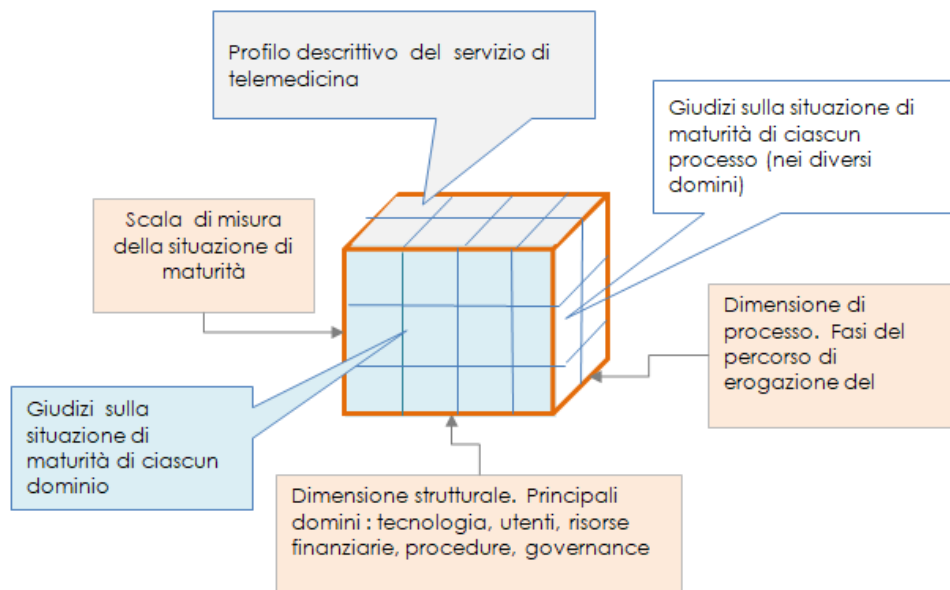 Profilo descrittivo del servizio di
telemedicina
Giudizi sulla situazione di
maturità di ciascun
processo (nei diversi
domini)
Scala di misura
della situazione di
maturità
Dimensione di
processo. Fasi del
percorso di
erogazione del
Giudizi sulla
situazione di
maturità di ciascun
dominio
Dimensione strutturale. Principali
domini : tecnologia, utenti, risorse
finanziarie, procedure, governance